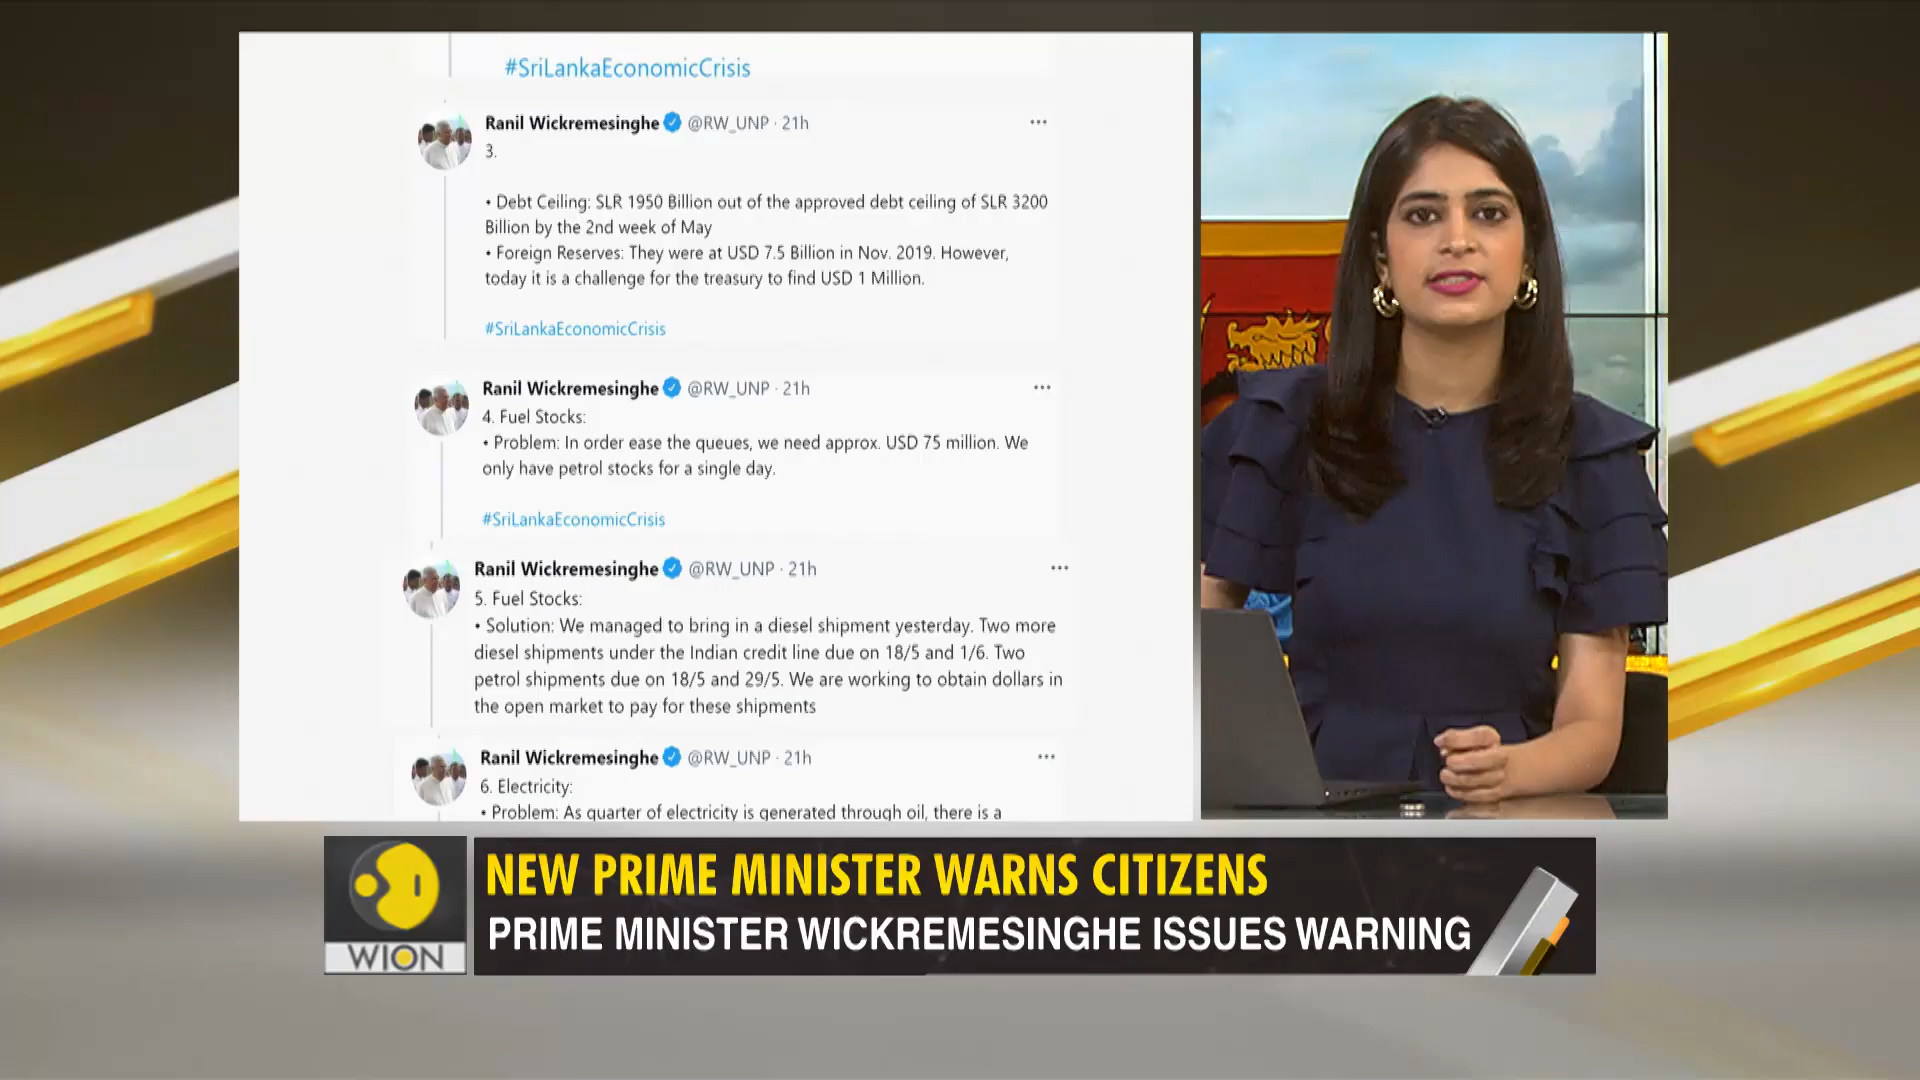 #SriLankaEconomicCrisis
Ranil Wickremesinghe @RW_UNP · 21h
3.
• Debt Ceiling: SLR 1950 Billion out of the approved debt ceiling of SLR 3200
Billion by the 2nd week of May
• Foreign Reserves: They were at USD 7.5 Billion in Nov. 2019. However,
today it is a challenge for the treasury to find USD 1 Million.
#SriLankaEconomicCrisis
Ranil Wickremesinghe @RW_UNP · 21h
4. Fuel Stocks:
• Problem: In order ease the queues, we need approx. USD 75 million. We
only have petrol stocks for a single day.
#SriLankaEconomicCrisis
Ranil Wickremesinghe @RW_UNP · 21h
5. Fuel Stocks:
• Solution: We managed to bring in a diesel shipment yesterday. Two more
diesel shipments under the Indian credit line due on 18/5 and 1/6. Two
petrol shipments due on 18/5 and 29/5. We are working to obtain dollars in
the open market to pay for these shipments
Ranil Wickremesinghe @RW_UNP · 21h
6. Electricity:
• Problem: As quarter of electricity is generated through oil, there is a
NEW PRIME MINISTER WARNS CITIZENS
PRIME MINISTER WICKREMESINGHE ISSUES WARNING
WION